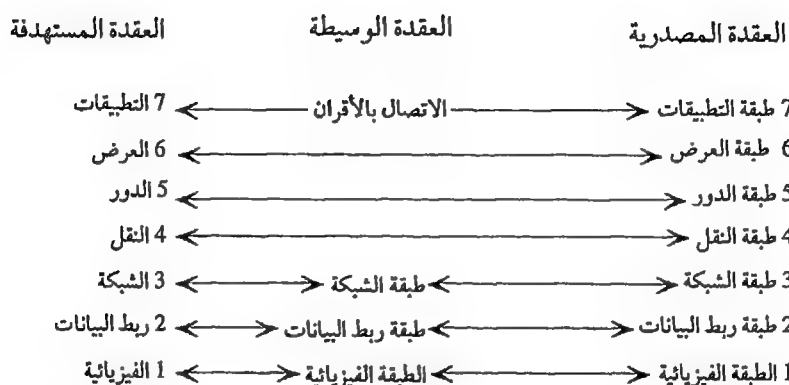 العقدة المصدرية العقدة الوسيطة العقدة المستهدفة
7 طبقة التطبيقات الاتصال بالأقران 7 التطبيقات
6 طبقة العرض 6 العرض
5 طبقة الدور 5 الدور
4 طبقة النقل 4 النقل
3 طبقة الشبكة طبقة الشبكة 3 الشبكة
2 طبقة ربط البيانات طبقة ربط البيانات 2 ربط البيانات
1 الطبقة الفيزيائية الطبقة الفيزيائية 1 الفيزيائية